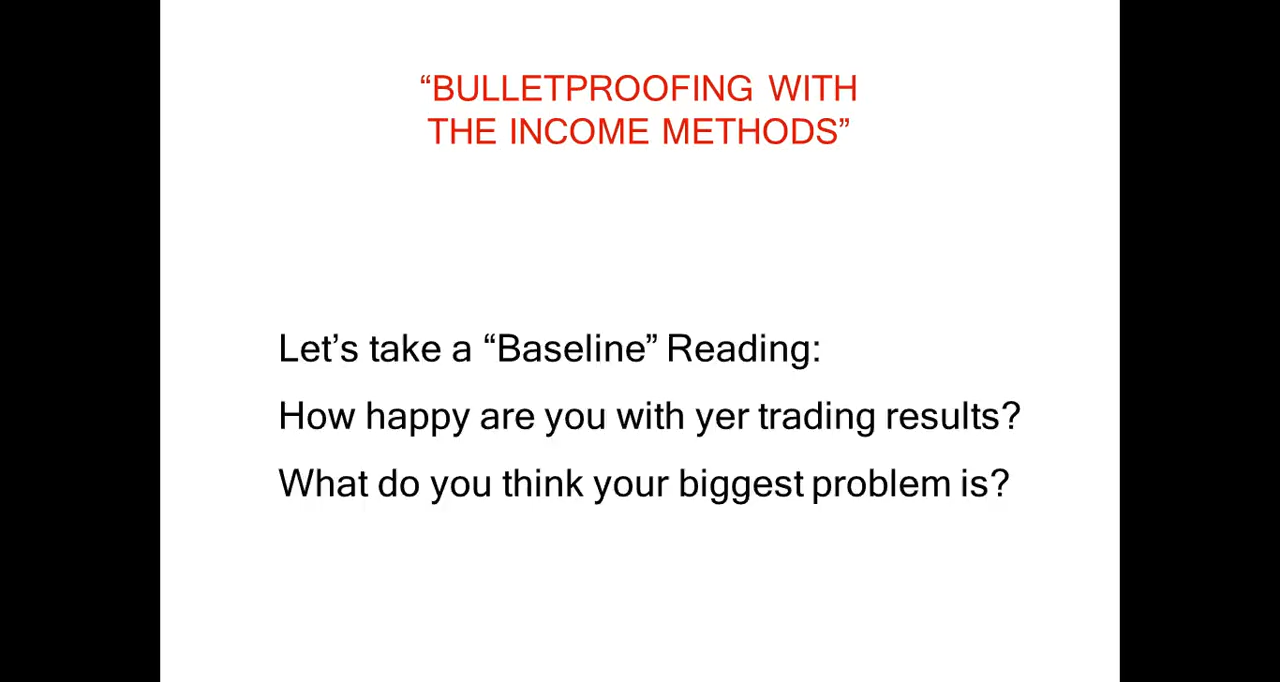 “BULLETPROOFING WITH
THE INCOME METHODS”
Let’s take a “Baseline” Reading:
How happy are you with yer trading results?
What do you think your biggest problem is?